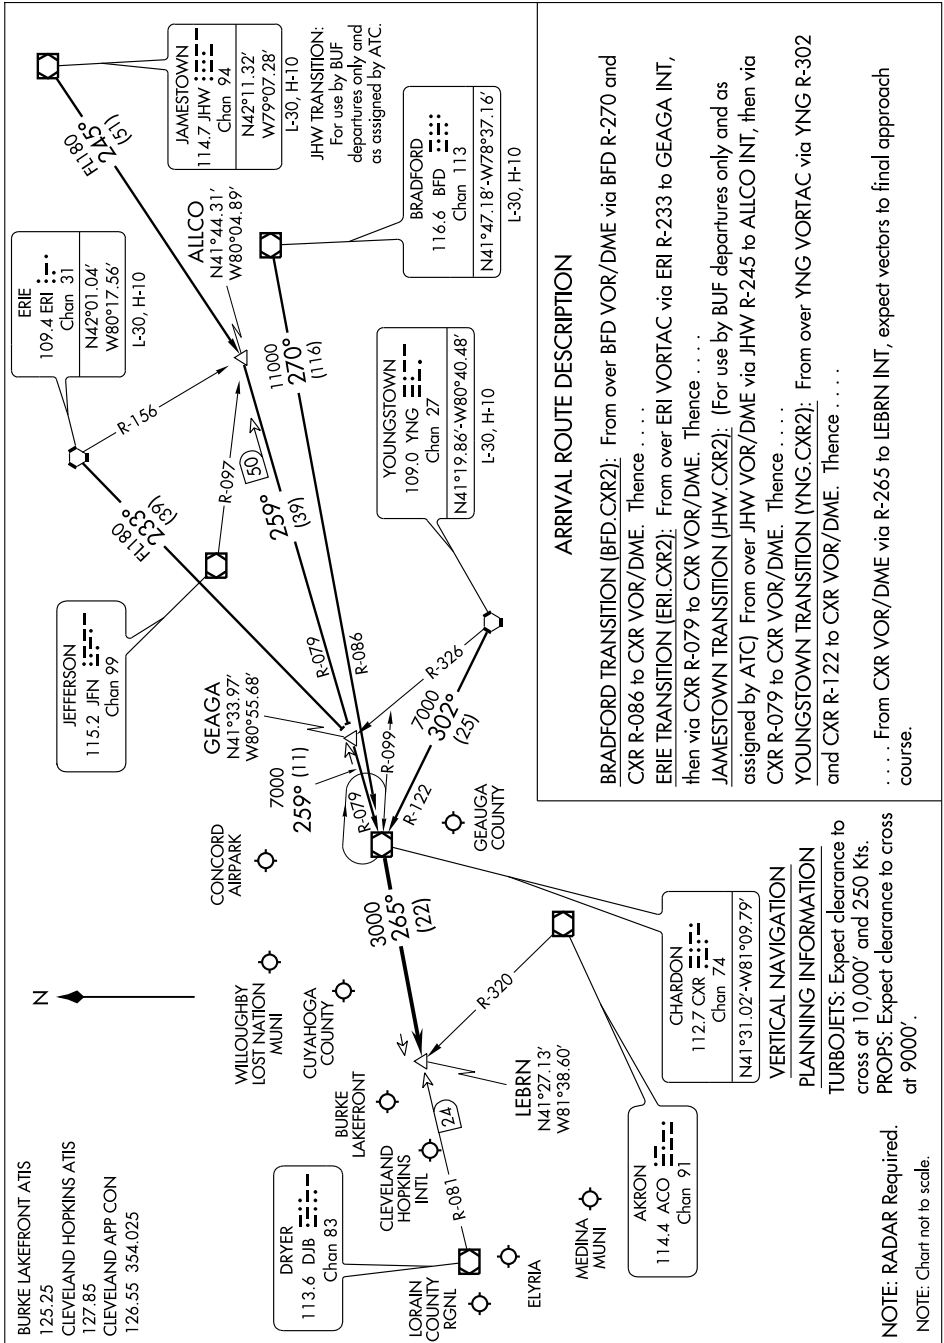 BURKE LAKEFRONT ATIS
125.25
CLEVELAND HOPKINS ATIS
127.85
CLEVELAND APP CON
126.55 354.025
N
JEFFERSON
115.2 JFN
Chan 99
ERIE
109.4 ERI
Chan 31
N42°01.04'
W80°17.56'
L-30, H-10
JAMESTOWN
114.7 JHW
Chan 94
N42°11.32'
W79°07.28'
L-30, H-10
JHW TRANSITION:
For use by BUF
departures only and
as assigned by ATC.
FL180
245°
(51)
FL180
233°
(39)
R-156
R-097
ALLCO
N41°44.31'
W80°04.89'
50
259°
(39)
11000
270°
(116)
BRADFORD
116.6 BFD
Chan 113
N41°47.18'-W78°37.16'
L-30, H-10
GEAGA
N41°33.97'
W80°55.68'
R-079
R-086
7000
259° (11)
R-079
R-099
R-326
7000
302°
(25)
R-122
YOUNGSTOWN
109.0 YNG
Chan 27
N41°19.86'-W80°40.48'
L-30, H-10
CONCORD
AIRPARK
WILLOUGHBY
LOST NATION
MUNI
CUYAHOGA
COUNTY
GEAUGA
COUNTY
BURKE
LAKEFRONT
CLEVELAND
HOPKINS
INTL
3000
265°
(22)
R-320
LEBRN
N41°27.13'
W81°38.60'
24
R-081
DRYER
113.6 DJB
Chan 83
LORAIN
COUNTY
RGNL
ELYRIA
MEDINA
MUNI
AKRON
114.4 ACO
Chan 91
CHARDON
112.7 CXR
Chan 74
N41°31.02'-W81°09.79'
VERTICAL NAVIGATION
PLANNING INFORMATION
TURBOJETS: Expect clearance to
cross at 10,000' and 250 Kts.
PROPS: Expect clearance to cross
at 9000'.
NOTE: RADAR Required.
NOTE: Chart not to scale.
ARRIVAL ROUTE DESCRIPTION
BRADFORD TRANSITION (BFD.CXR2): From over BFD VOR/DME via BFD R-270 and
CXR R-086 to CXR VOR/DME. Thence . . . .
ERIE TRANSITION (ERI.CXR2): From over ERI VORTAC via ERI R-233 to GEAGA INT,
then via CXR R-079 to CXR VOR/DME. Thence . . . .
JAMESTOWN TRANSITION (JHW.CXR2): (For use by BUF departures only and as
assigned by ATC) From over JHW VOR/DME via JHW R-245 to ALLCO INT, then via
CXR R-079 to CXR VOR/DME. Thence . . . .
YOUNGSTOWN TRANSITION (YNG.CXR2): From over YNG VORTAC via YNG R-302
and CXR R-122 to CXR VOR/DME. Thence . . . .
. . . . From CXR VOR/DME via R-265 to LEBRN INT, expect vectors to final approach
course.